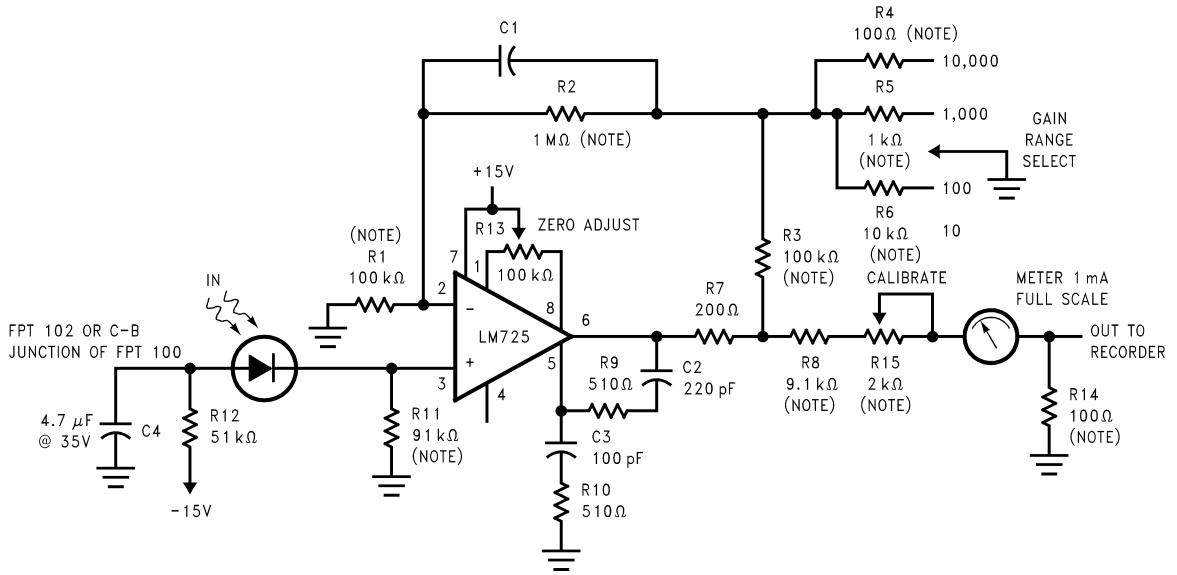 C1
R4
100Ω (NOTE)
10,000
R2
1 MΩ (NOTE)
R5
1,000
1 kΩ
(NOTE)
GAIN
RANGE
SELECT
100
R6
10 kΩ
(NOTE)
10
+15V
R13
ZERO ADJUST
100 kΩ
(NOTE)
R1
100 kΩ
7
1
2
−
8
6
LM725
+
3
4
5
R3
100 kΩ
(NOTE)
R7
200Ω
CALIBRATE
METER 1 mA
FULL SCALE
IN
FPT 102 OR C−B
JUNCTION OF FPT 100
OUT TO
RECORDER
R9
510Ω
C2
220 pF
R8
9.1 kΩ
(NOTE)
R15
2 kΩ
(NOTE)
R14
100Ω
(NOTE)
4.7 μF
@ 35V
C4
R12
51 kΩ
R11
91 kΩ
(NOTE)
C3
100 pF
R10
510Ω
−15V